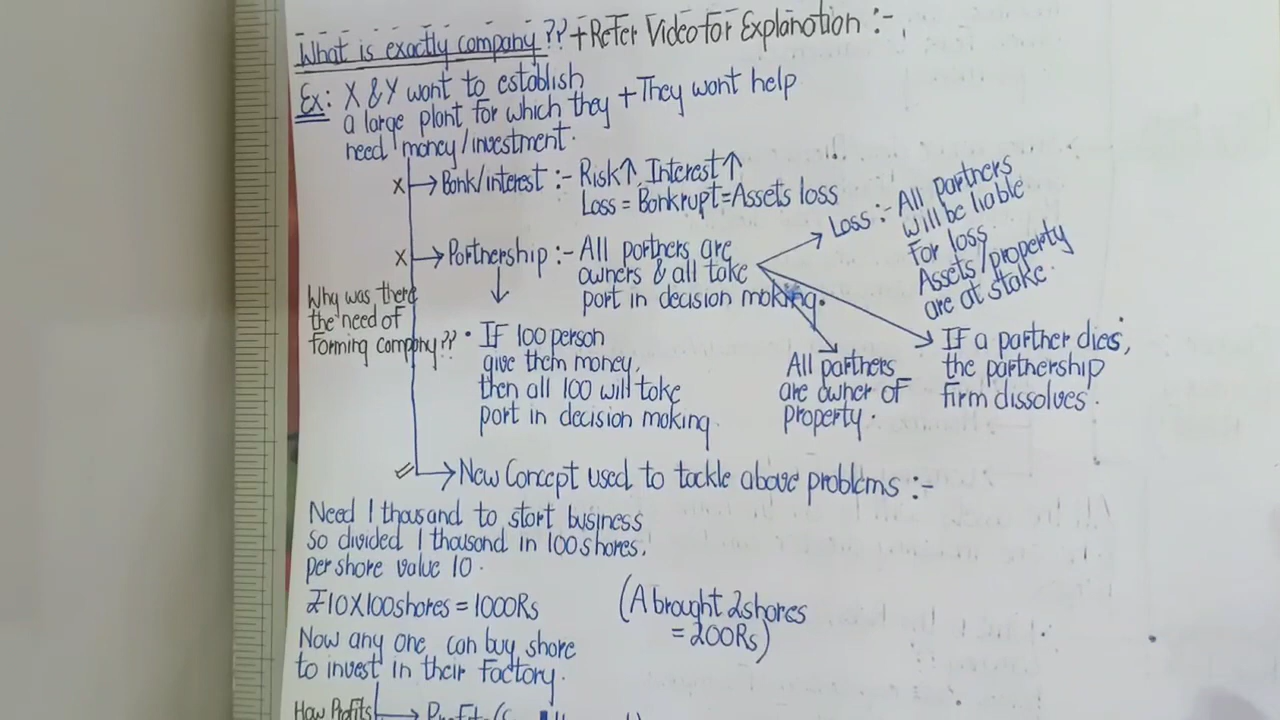 What is exactly company ?? + Refer Video for Explanation :-
Ex: X & Y want to establish
a large plant for which they + They want help
need money/investment.
x → Bank/interest :- Risk↑, Interest↑
Loss = Bankrupt = Assets loss
x → Partnership :- All partners are
owners & all take
part in decision making.
Loss :- All partners
will be liable
For loss
Assets/property
are at stake.
If a partner dies,
the partnership
firm dissolves.
All partners
are owner of
property.
Why was there
the need of
forming company??
• If 100 person
give them money,
then all 100 will take
part in decision making.
→ New Concept used to tackle above problems :-
Need 1 thousand to start business
so divided 1 thousand in 100 shares.
per share value 10.
₹10X100 shares = 1000Rs
(A brought 2 shares
= 200Rs)
Now any one can buy share
to invest in their factory.
How Profits